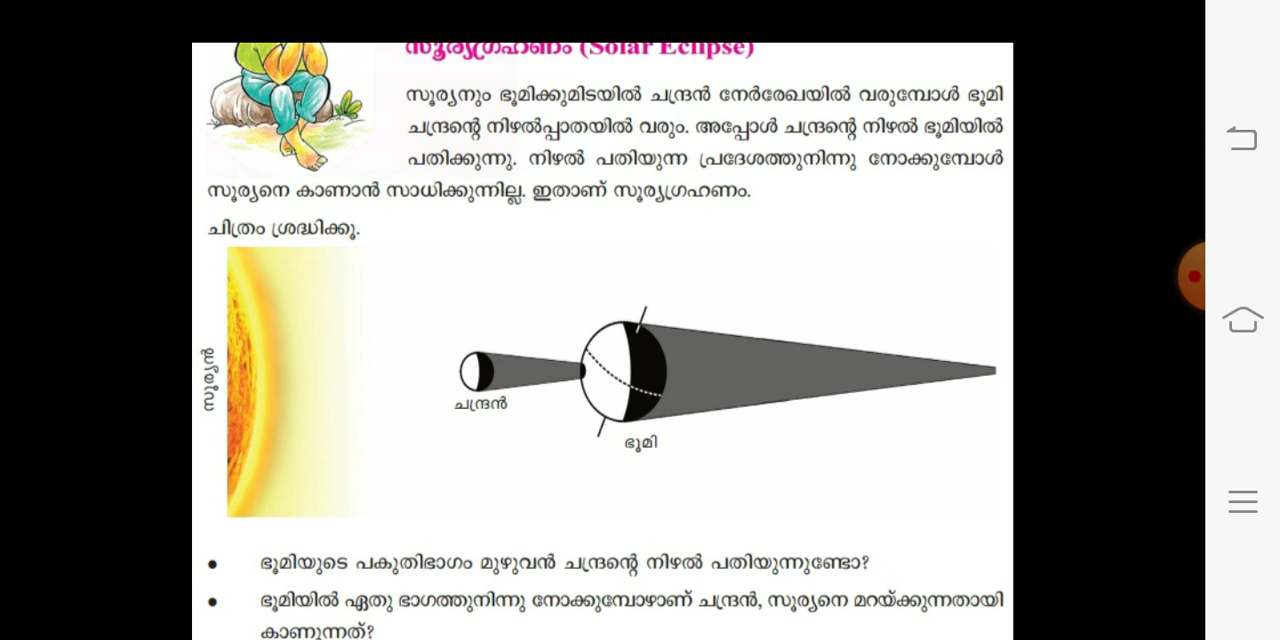 സൂര്യഗ്രഹണം (Solar Eclipse)
സൂര്യനും ഭൂമിക്കുമിടയിൽ ചന്ദ്രൻ നേർരേഖയിൽ വരുമ്പോൾ ഭൂമി
ചന്ദ്രന്റെ നിഴൽപ്പാതയിൽ വരും. അപ്പോൾ ചന്ദ്രന്റെ നിഴൽ ഭൂമിയിൽ
പതിക്കുന്നു. നിഴൽ പതിയുന്ന പ്രദേശത്തുനിന്നു നോക്കുമ്പോൾ
സൂര്യനെ കാണാൻ സാധിക്കുന്നില്ല. ഇതാണ് സൂര്യഗ്രഹണം.
ചിത്രം ശ്രദ്ധിക്കൂ.
സൂര്യൻ
ചന്ദ്രൻ
ഭൂമി
• ഭൂമിയുടെ പകുതിഭാഗം മുഴുവൻ ചന്ദ്രന്റെ നിഴൽ പതിയുന്നുണ്ടോ?
• ഭൂമിയിൽ ഏതു ഭാഗത്തുനിന്നു നോക്കുമ്പോഴാണ് ചന്ദ്രൻ, സൂര്യനെ മറയ്ക്കുന്നതായി
കാണുന്നത്?